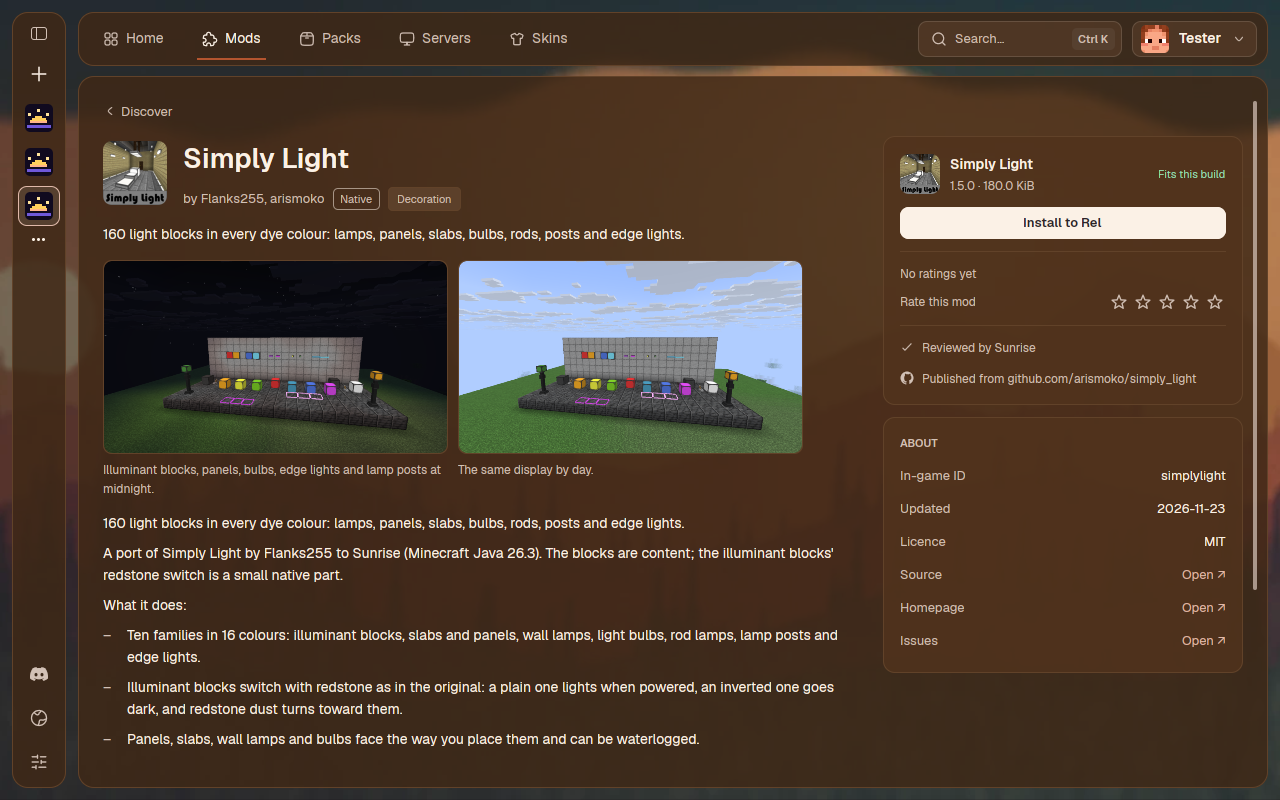 Home
Mods
Packs
Servers
Skins
Search...
Ctrl K
Tester
Discover
Simply Light
Simply Light
by Flanks255, arismoko
Native
Decoration
160 light blocks in every dye colour: lamps, panels, slabs, bulbs, rods, posts and edge lights.
Illuminant blocks, panels, bulbs, edge lights and lamp posts at
midnight.
The same display by day.
160 light blocks in every dye colour: lamps, panels, slabs, bulbs, rods, posts and edge lights.
A port of Simply Light by Flanks255 to Sunrise (Minecraft Java 26.3). The blocks are content; the illuminant blocks'
redstone switch is a small native part.
What it does:
– Ten families in 16 colours: illuminant blocks, slabs and panels, wall lamps, light bulbs, rod lamps, lamp posts and
edge lights.
– Illuminant blocks switch with redstone as in the original: a plain one lights when powered, an inverted one goes
dark, and redstone dust turns toward them.
– Panels, slabs, wall lamps and bulbs face the way you place them and can be waterlogged.
Simply Light
Simply Light
1.5.0 · 180.0 KiB
Fits this build
Install to Rel
No ratings yet
Rate this mod
Reviewed by Sunrise
Published from github.com/arismoko/simply_light
ABOUT
In-game ID simplylight
Updated 2026-11-23
Licence MIT
Source Open
Homepage Open
Issues Open